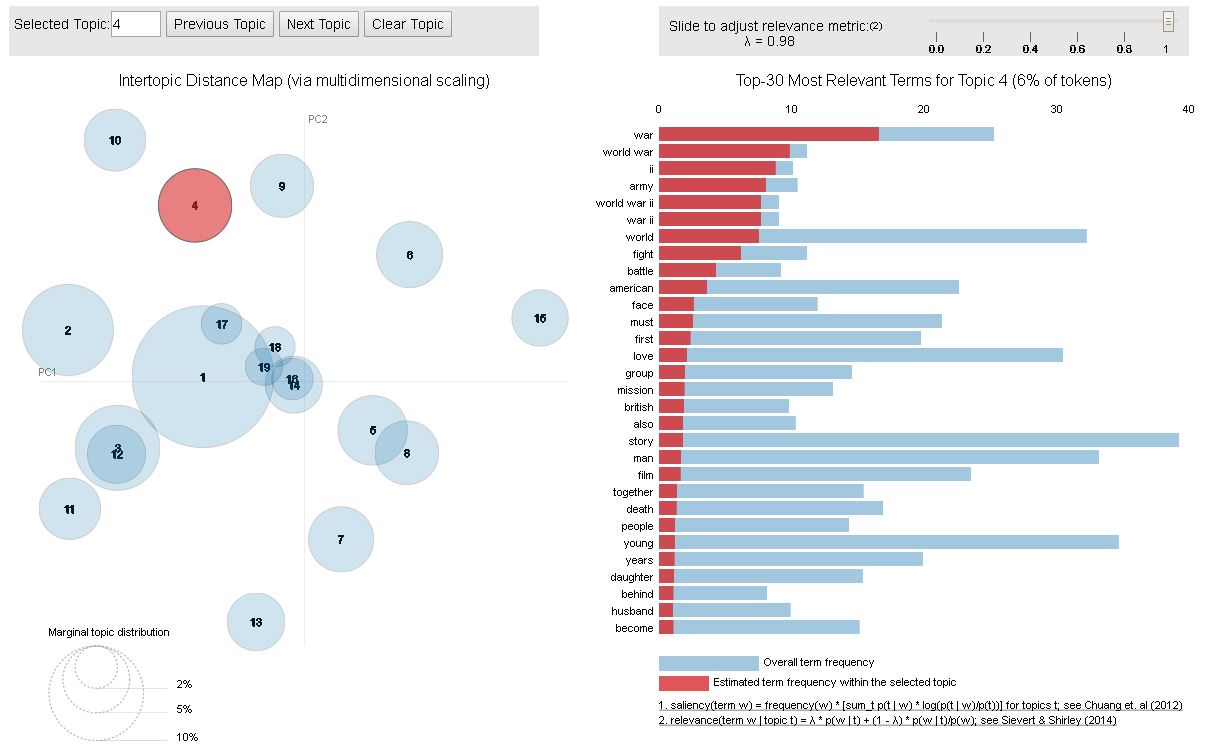 Selected Topic: 4 Previous Topic Next Topic Clear Topic
Slide to adjust relevance metric:(2)
λ = 0.98
0.0 0.2 0.4 0.6 0.8 1
Intertopic Distance Map (via multidimensional scaling)
PC2
PC1
10
4
9
6
15
2
17
18
19
1
16
14
5
8
3
12
11
7
13
Marginal topic distribution
2%
5%
10%
Top-30 Most Relevant Terms for Topic 4 (6% of tokens)
0 10 20 30 40
war
world war
ii
army
world war ii
war ii
world
fight
battle
american
face
must
first
love
group
mission
british
also
story
man
film
together
death
people
young
years
daughter
behind
husband
become
Overall term frequency
Estimated term frequency within the selected topic
1. saliency(term w) = frequency(w) * [sum_t p(t | w) * log(p(t | w)/p(t))] for topics t; see Chuang et. al (2012)
2. relevance(term w | topic t) = λ * p(w | t) + (1 - λ) * p(w | t)/p(w); see Sievert & Shirley (2014)